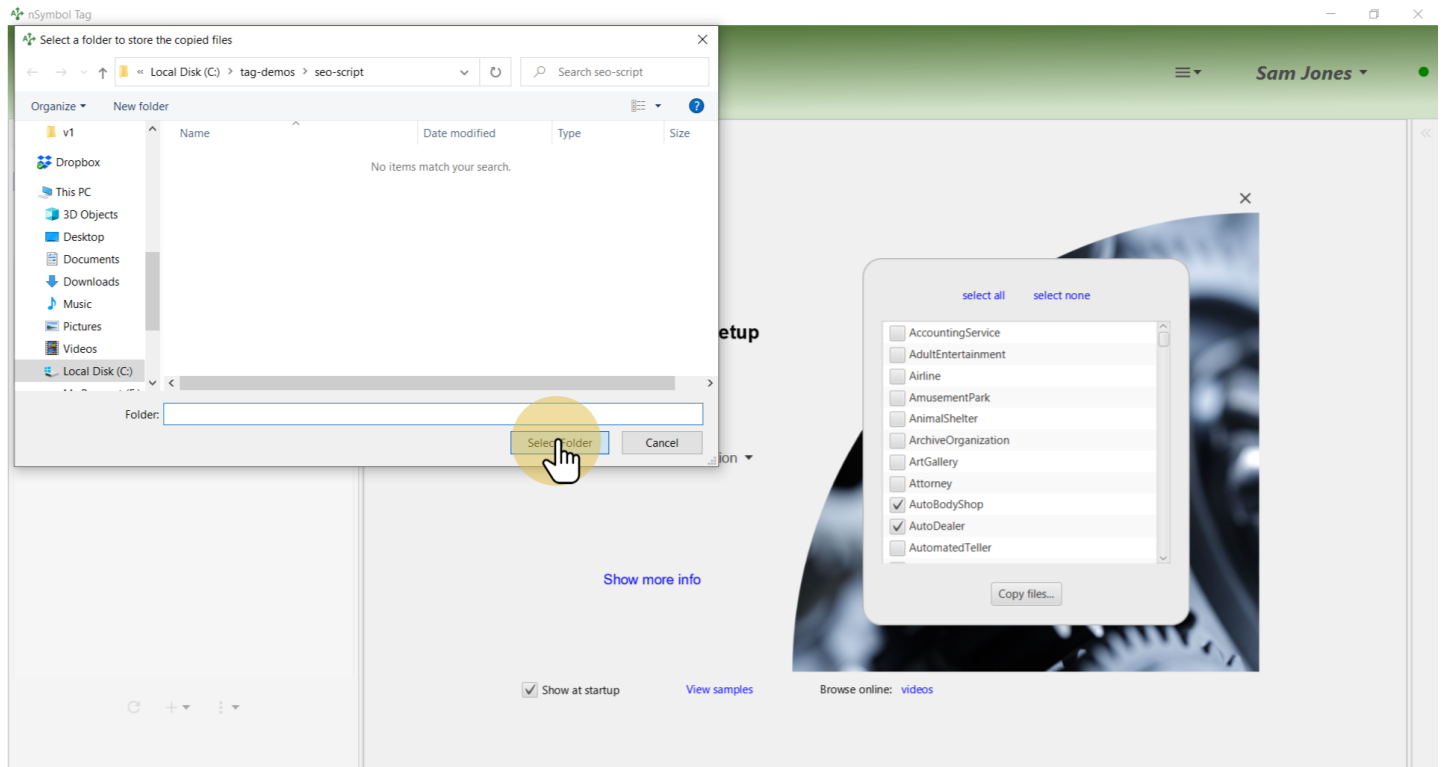 nSymbol Tag
Select a folder to store the copied files
« Local Disk (C:) > tag-demos > seo-script
Search seo-script
Sam Jones
Organize
New folder
?
v1
Dropbox
This PC
3D Objects
Desktop
Documents
Downloads
Music
Pictures
Videos
Local Disk (C:)
Name
Date modified
Type
Size
No items match your search.
Folder:
Select Folder
Cancel
etup
ion
Show more info
select all
select none
AccountingService
AdultEntertainment
Airline
AmusementPark
AnimalShelter
ArchiveOrganization
ArtGallery
Attorney
AutoBodyShop
AutoDealer
AutomatedTeller
Copy files...
Show at startup
View samples
Browse online: videos